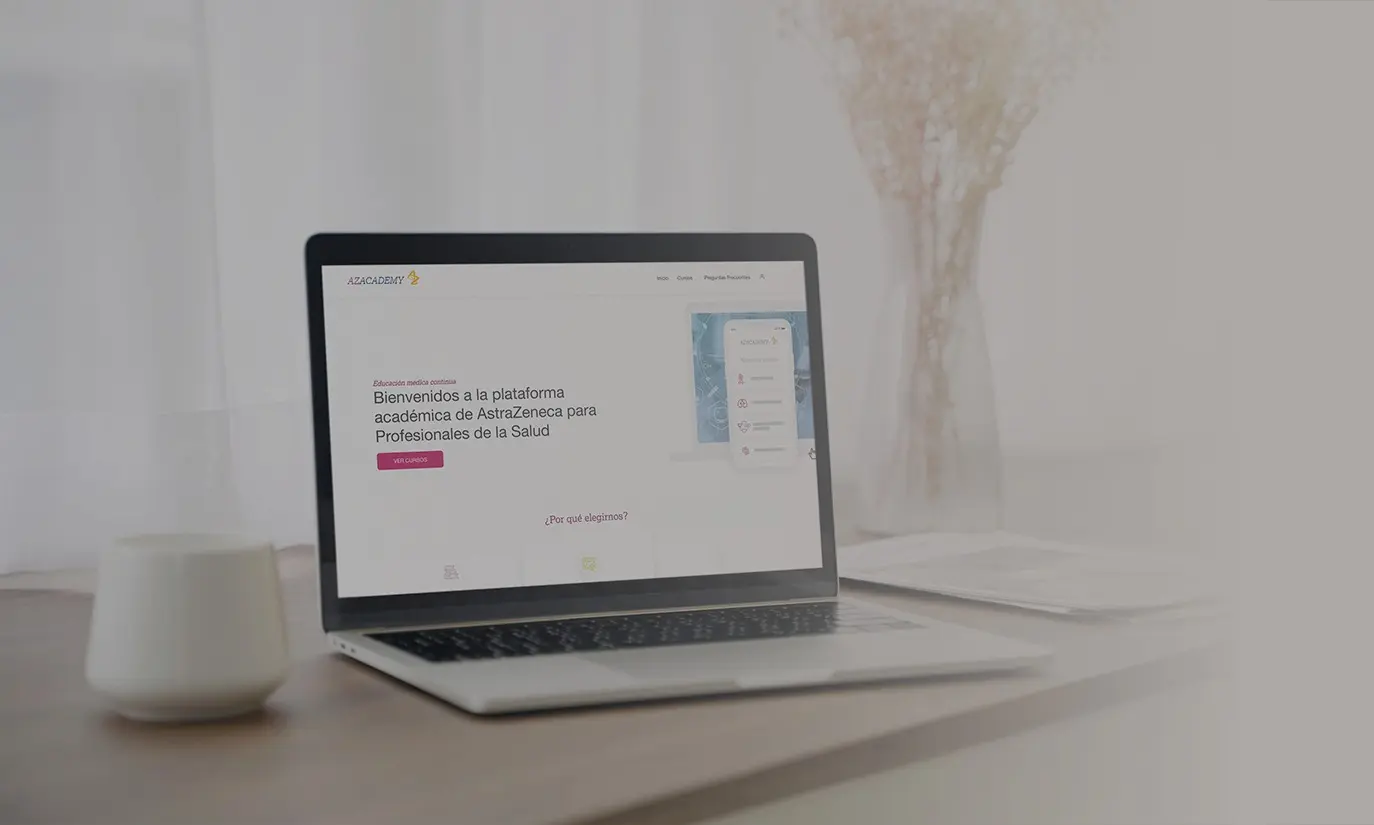 AZACADEMY
Inicio Cursos Preguntas Frecuentes
Educación medica continua
Bienvenidos a la plataforma
académica de AstraZeneca para
Profesionales de la Salud
VER CURSOS
AZACADEMY
¿Por qué elegirnos?